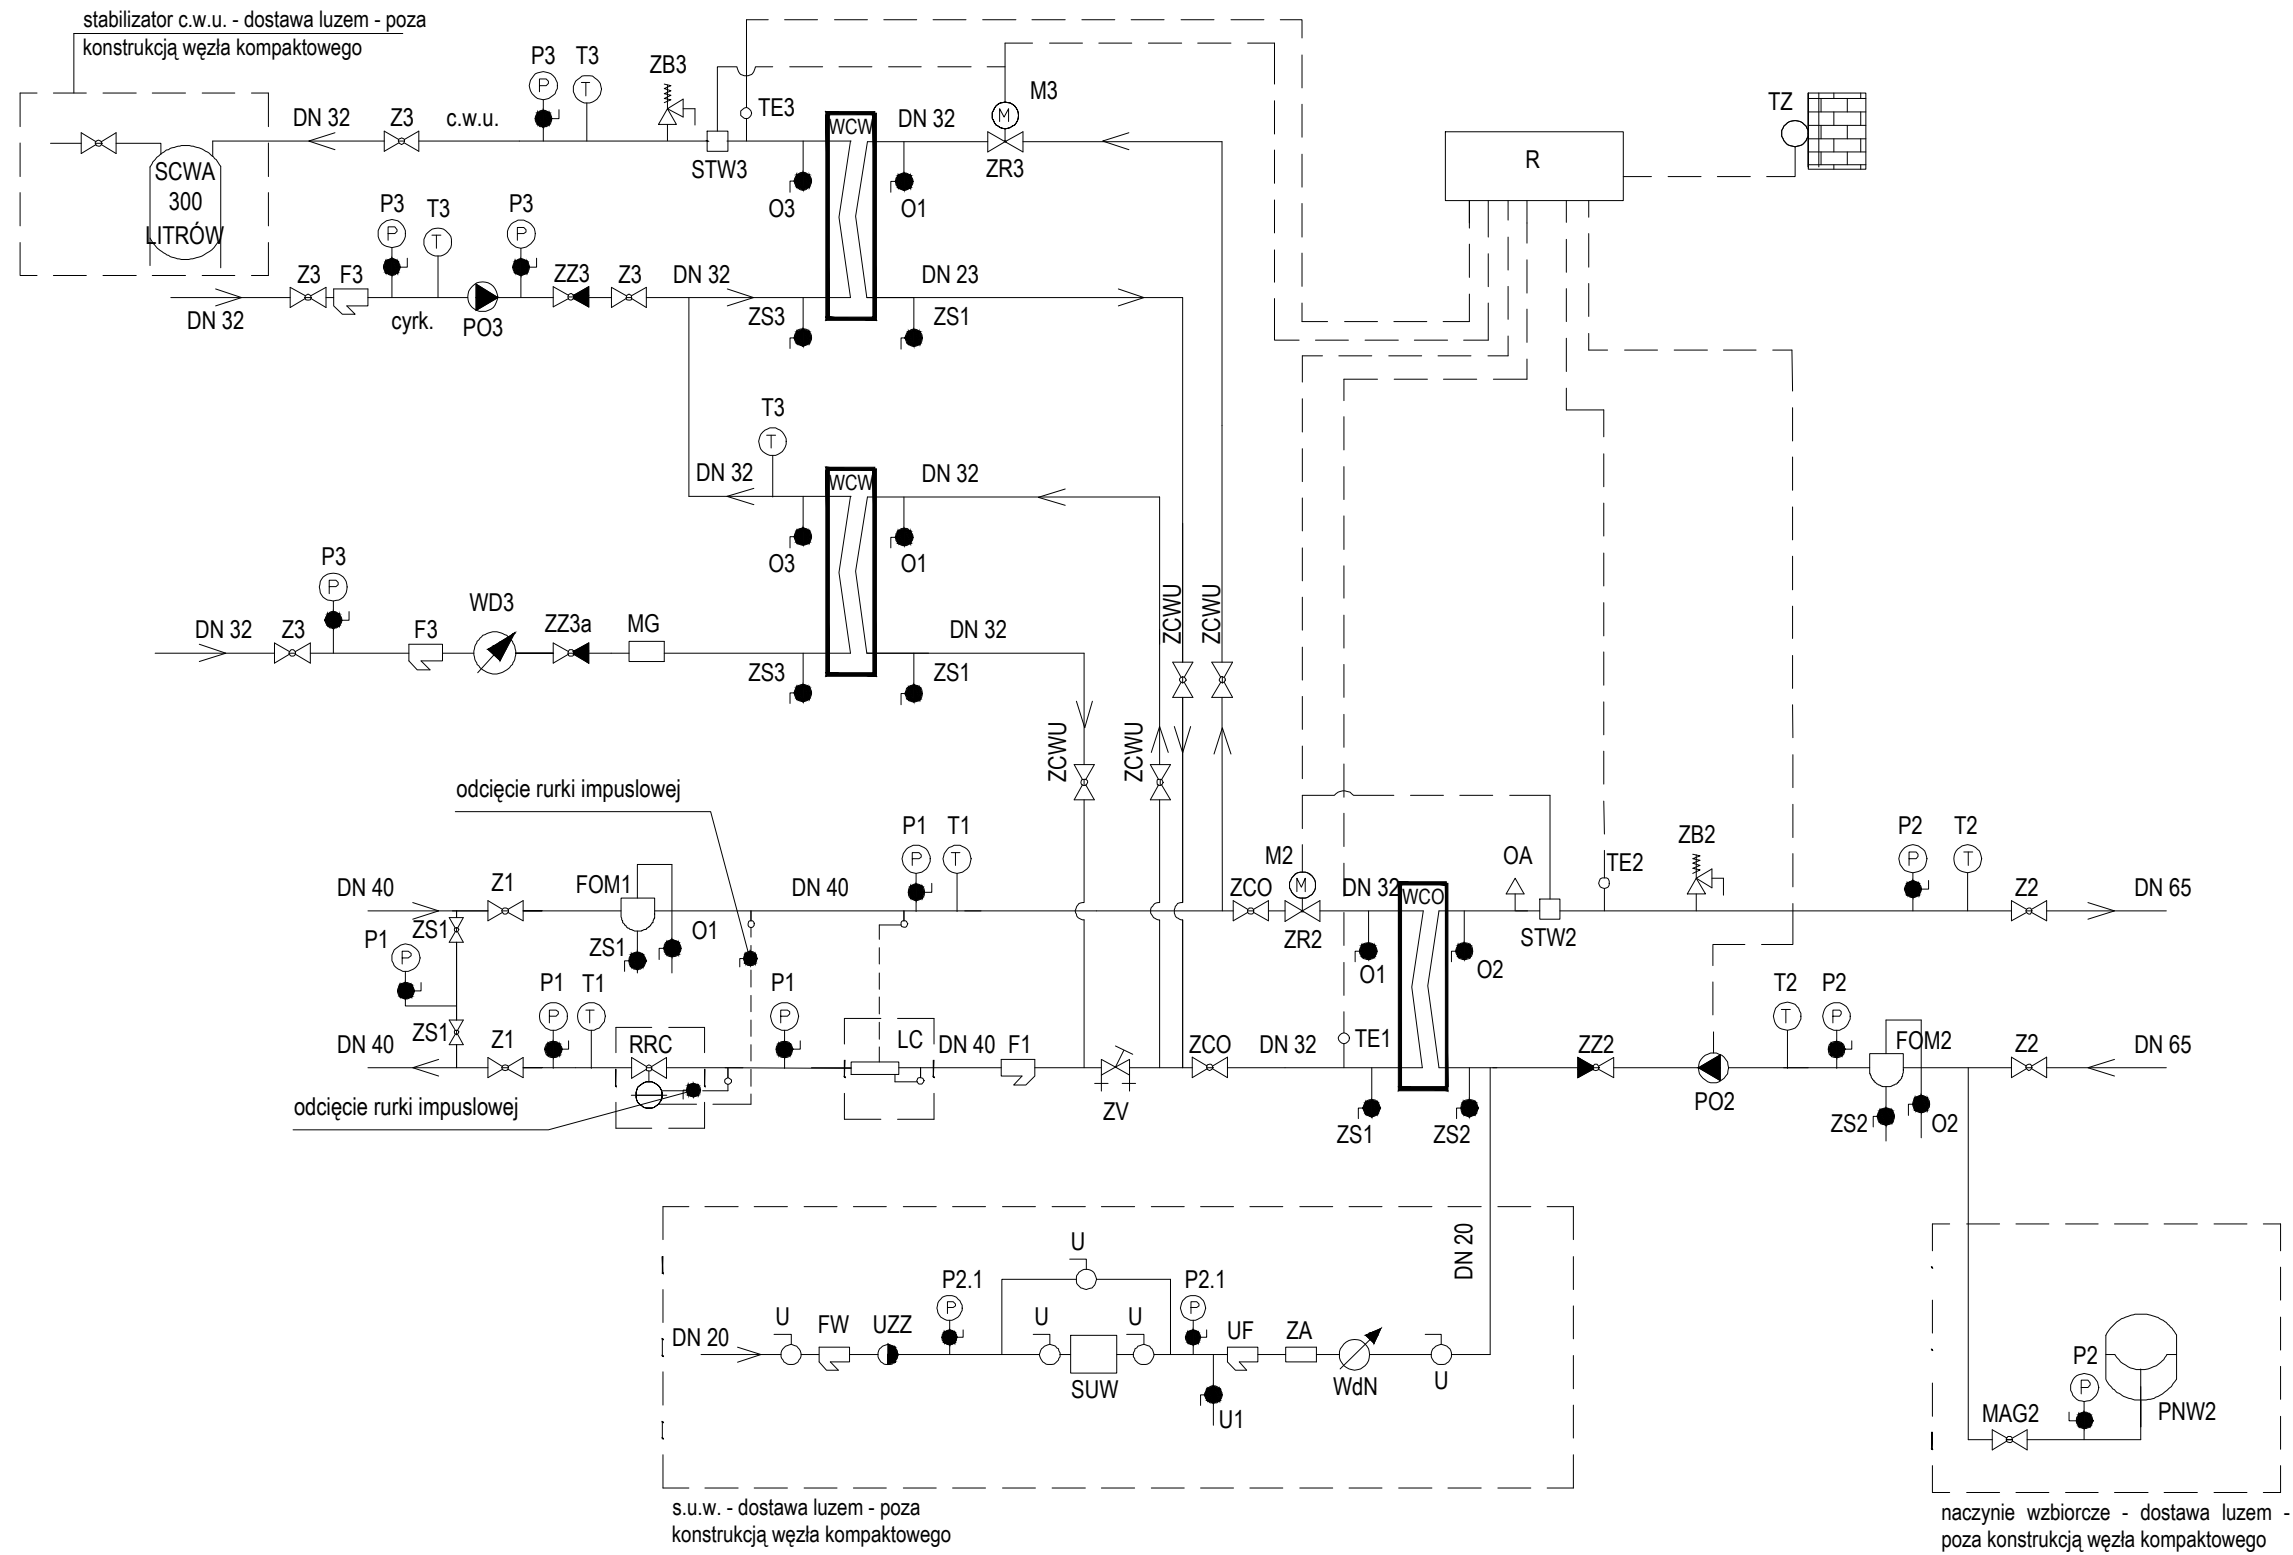 stabilizator c.w.u. - dostawa luzem - poza
konstrukcją węzła kompaktowego
P3
T3
ZB3
M3
TE3
TZ
DN 32
Z3
c.w.u.
WCW
DN 32
M
P
T
STW3
ZR3
R
SCWA
300
LITRÓW
O3
O1
P3
T3
P3
P
T
P
Z3
F3
ZZ3
Z3
DN 32
DN 23
DN 32
cyrk.
PO3
ZS3
ZS1
T3
T
DN 32
WCW
DN 32
O3
O1
P3
P
WD3
DN 32
Z3
F3
ZZ3a
MG
DN 32
ZS3
ZS1
ZCWU
ZCWU
ZCWU
ZCWU
odcięcie rurki impuslowej
P1
T1
P
T
M2
M
OA
TE2
ZB2
P2
T2
P
T
DN 40
Z1
FOM1
DN 40
ZCO
DN 32
WCO
Z2
DN 65
ZS1
P1
P
ZS1
O1
ZR2
O1
O2
STW2
P1
T1
P
T
P1
P
T2
P2
T
P
ZS1
DN 40
Z1
RRC
LC
DN 40
F1
ZCO
DN 32
TE1
ZZ2
FOM2
Z2
DN 65
odcięcie rurki impuslowej
ZV
ZS1
ZS2
PO2
ZS2
O2
DN 20
U
P2.1
P
P2.1
P
DN 20
U
FW
UZZ
U
U
UF
ZA
SUW
WdN
U
U1
P2
P
MAG2
PNW2
s.u.w. - dostawa luzem - poza
konstrukcją węzła kompaktowego
naczynie wzbiorcze - dostawa luzem -
poza konstrukcją węzła kompaktowego